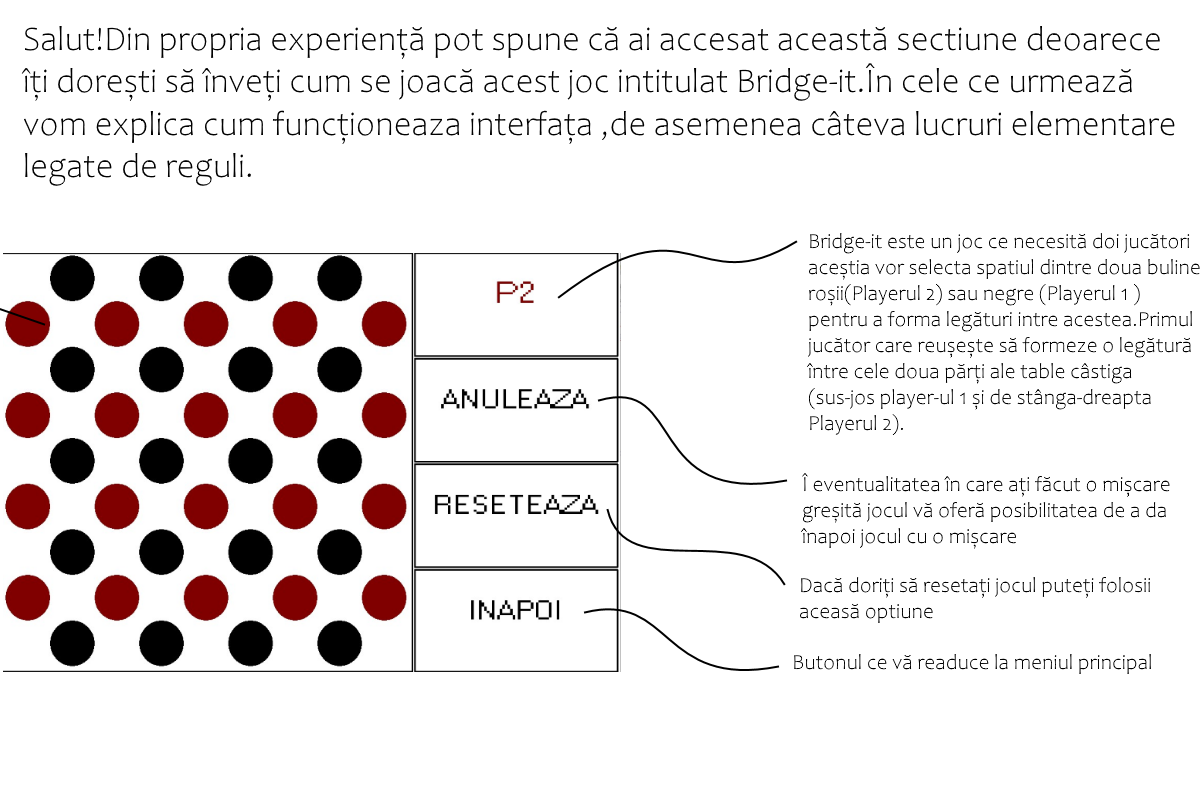 Salut!Din propria experiență pot spune că ai accesat această sectiune deoarece
îți dorești să înveți cum se joacă acest joc intitulat Bridge-it.În cele ce urmează
vom explica cum funcționeaza interfața ,de asemenea câteva lucruri elementare
legate de reguli.
P2
Bridge-it este un joc ce necesită doi jucători
aceștia vor selecta spatiul dintre doua buline
roșii(Playerul 2) sau negre (Playerul 1 )
pentru a forma legături intre acestea.Primul
jucător care reușește să formeze o legătură
între cele doua părți ale table câstiga
(sus-jos player-ul 1 și de stânga-dreapta
Playerul 2).
ANULEAZA
Î eventualitatea în care ați făcut o mișcare
greșită jocul vă oferă posibilitatea de a da
înapoi jocul cu o mișcare
RESETEAZA
Dacă doriți să resetați jocul puteți folosii
aceasă optiune
INAPOI
Butonul ce vă readuce la meniul principal